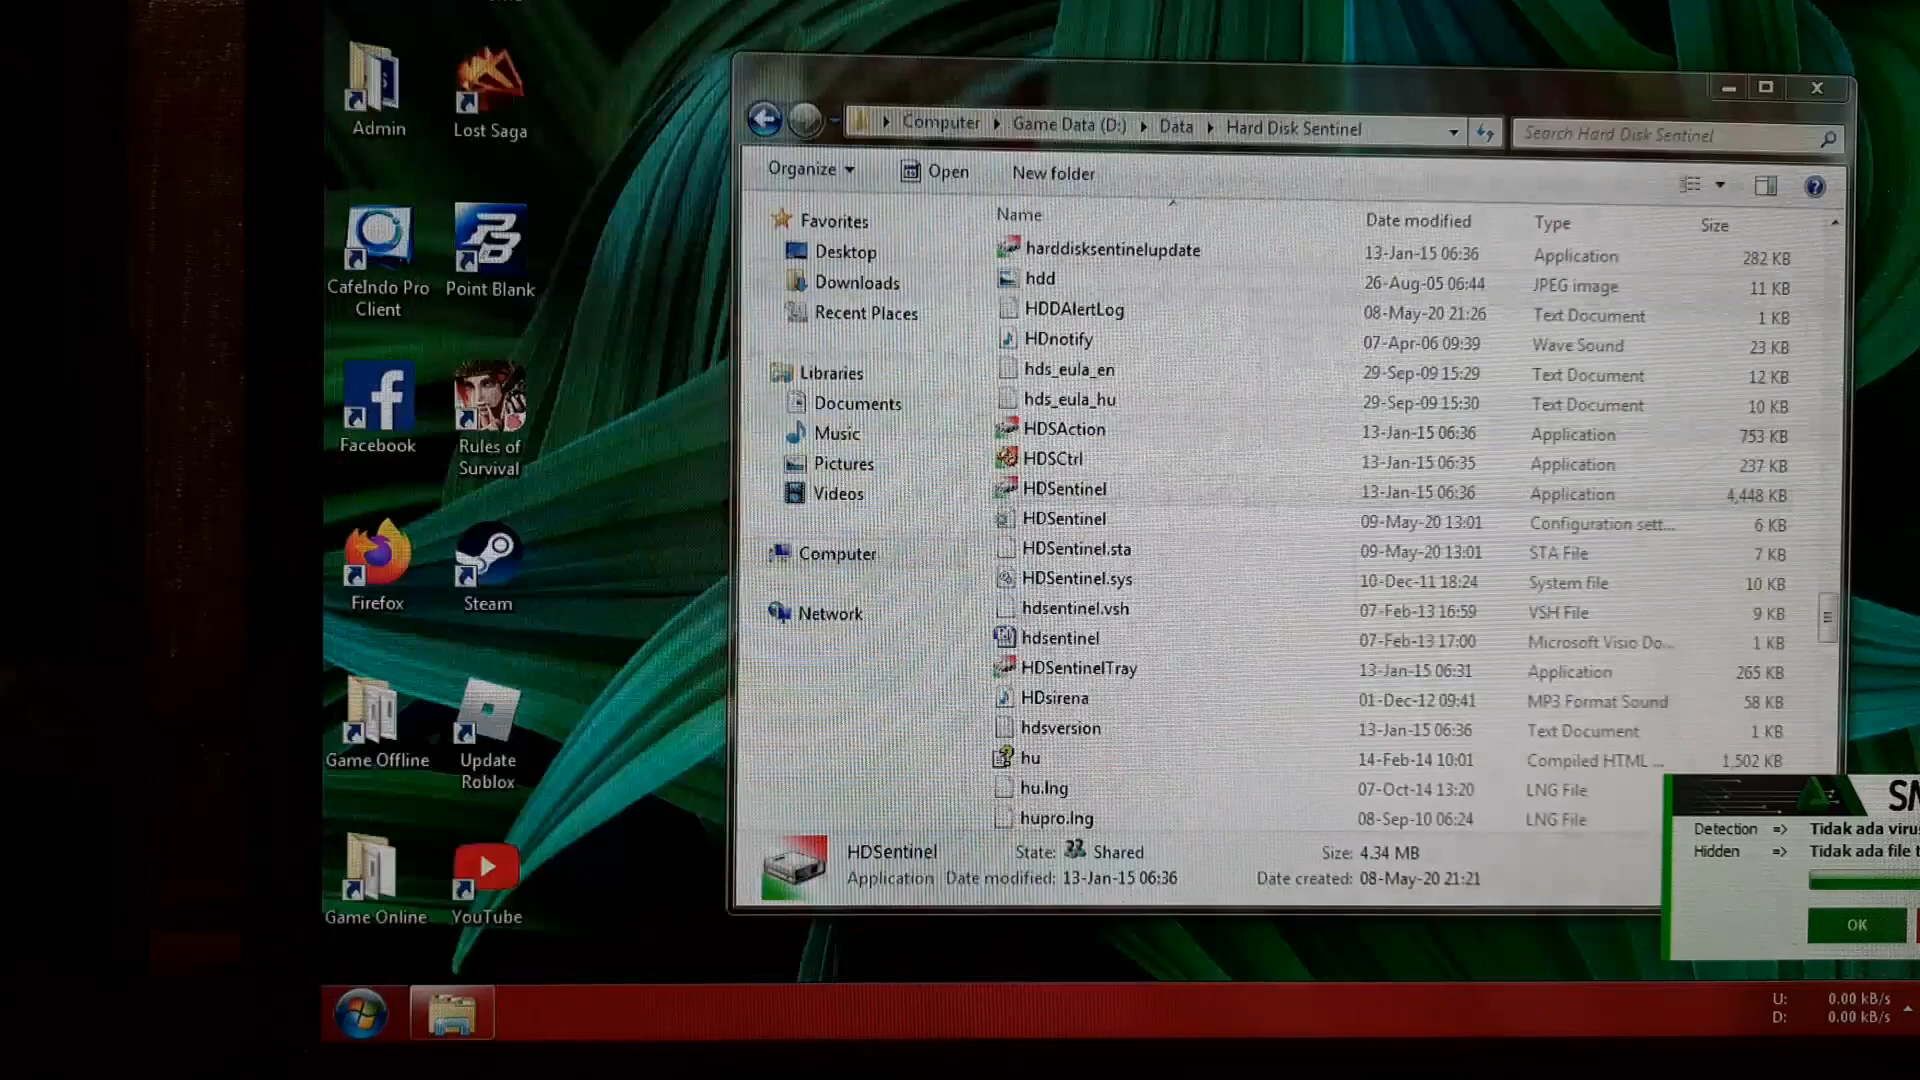 Admin
Lost Saga
CafeIndo Pro
Client
Point Blank
Facebook
Rules of
Survival
Firefox
Steam
Game Offline
Update
Roblox
Game Online
YouTube
Computer Game Data (D:) Data Hard Disk Sentinel
Search Hard Disk Sentinel
Organize Open New folder
Favorites
Desktop
Downloads
Recent Places
Libraries
Documents
Music
Pictures
Videos
Computer
Network
Name Date modified Type Size
harddisksentinelupdate 13-Jan-15 06:36 Application 282 KB
hdd 26-Aug-05 06:44 JPEG image 11 KB
HDDAlertLog 08-May-20 21:26 Text Document 1 KB
HDnotify 07-Apr-06 09:39 Wave Sound 23 KB
hds_eula_en 29-Sep-09 15:29 Text Document 12 KB
hds_eula_hu 29-Sep-09 15:30 Text Document 10 KB
HDSAction 13-Jan-15 06:36 Application 753 KB
HDSCtrl 13-Jan-15 06:35 Application 237 KB
HDSentinel 13-Jan-15 06:36 Application 4,448 KB
HDSentinel 09-May-20 13:01 Configuration sett... 6 KB
HDSentinel.sta 09-May-20 13:01 STA File 7 KB
HDSentinel.sys 10-Dec-11 18:24 System file 10 KB
hdsentinel.vsh 07-Feb-13 16:59 VSH File 9 KB
hdsentinel 07-Feb-13 17:00 Microsoft Visio Do... 1 KB
HDSentinelTray 13-Jan-15 06:31 Application 265 KB
HDsirena 01-Dec-12 09:41 MP3 Format Sound 58 KB
hdsversion 13-Jan-15 06:36 Text Document 1 KB
hu 14-Feb-14 10:01 Compiled HTML ... 1,502 KB
hu.lng 07-Oct-14 13:20 LNG File
hupro.lng 08-Sep-10 06:24 LNG File
HDSentinel State: Shared Size: 4.34 MB
Application Date modified: 13-Jan-15 06:36 Date created: 08-May-20 21:21
SM
Detection => Tidak ada virus
Hidden => Tidak ada file t
OK
U: 0.00 kB/s
D: 0.00 kB/s